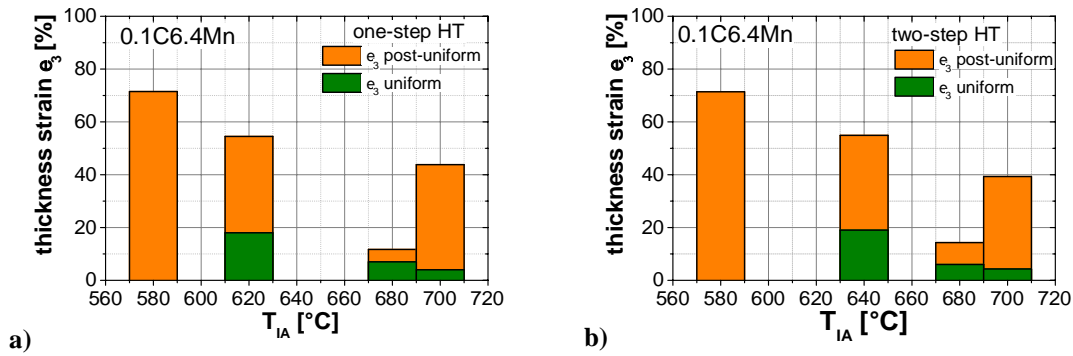 0.1C6.4Mn
one-step HT
e3 post-uniform
e3 uniform
thickness strain e3 [%]
100
80
60
40
20
0
560 580 600 620 640 660 680 700 720
TIA [°C]
a)
0.1C6.4Mn
two-step HT
e3 post-uniform
e3 uniform
thickness strain e3 [%]
100
80
60
40
20
0
560 580 600 620 640 660 680 700 720
TIA [°C]
b)